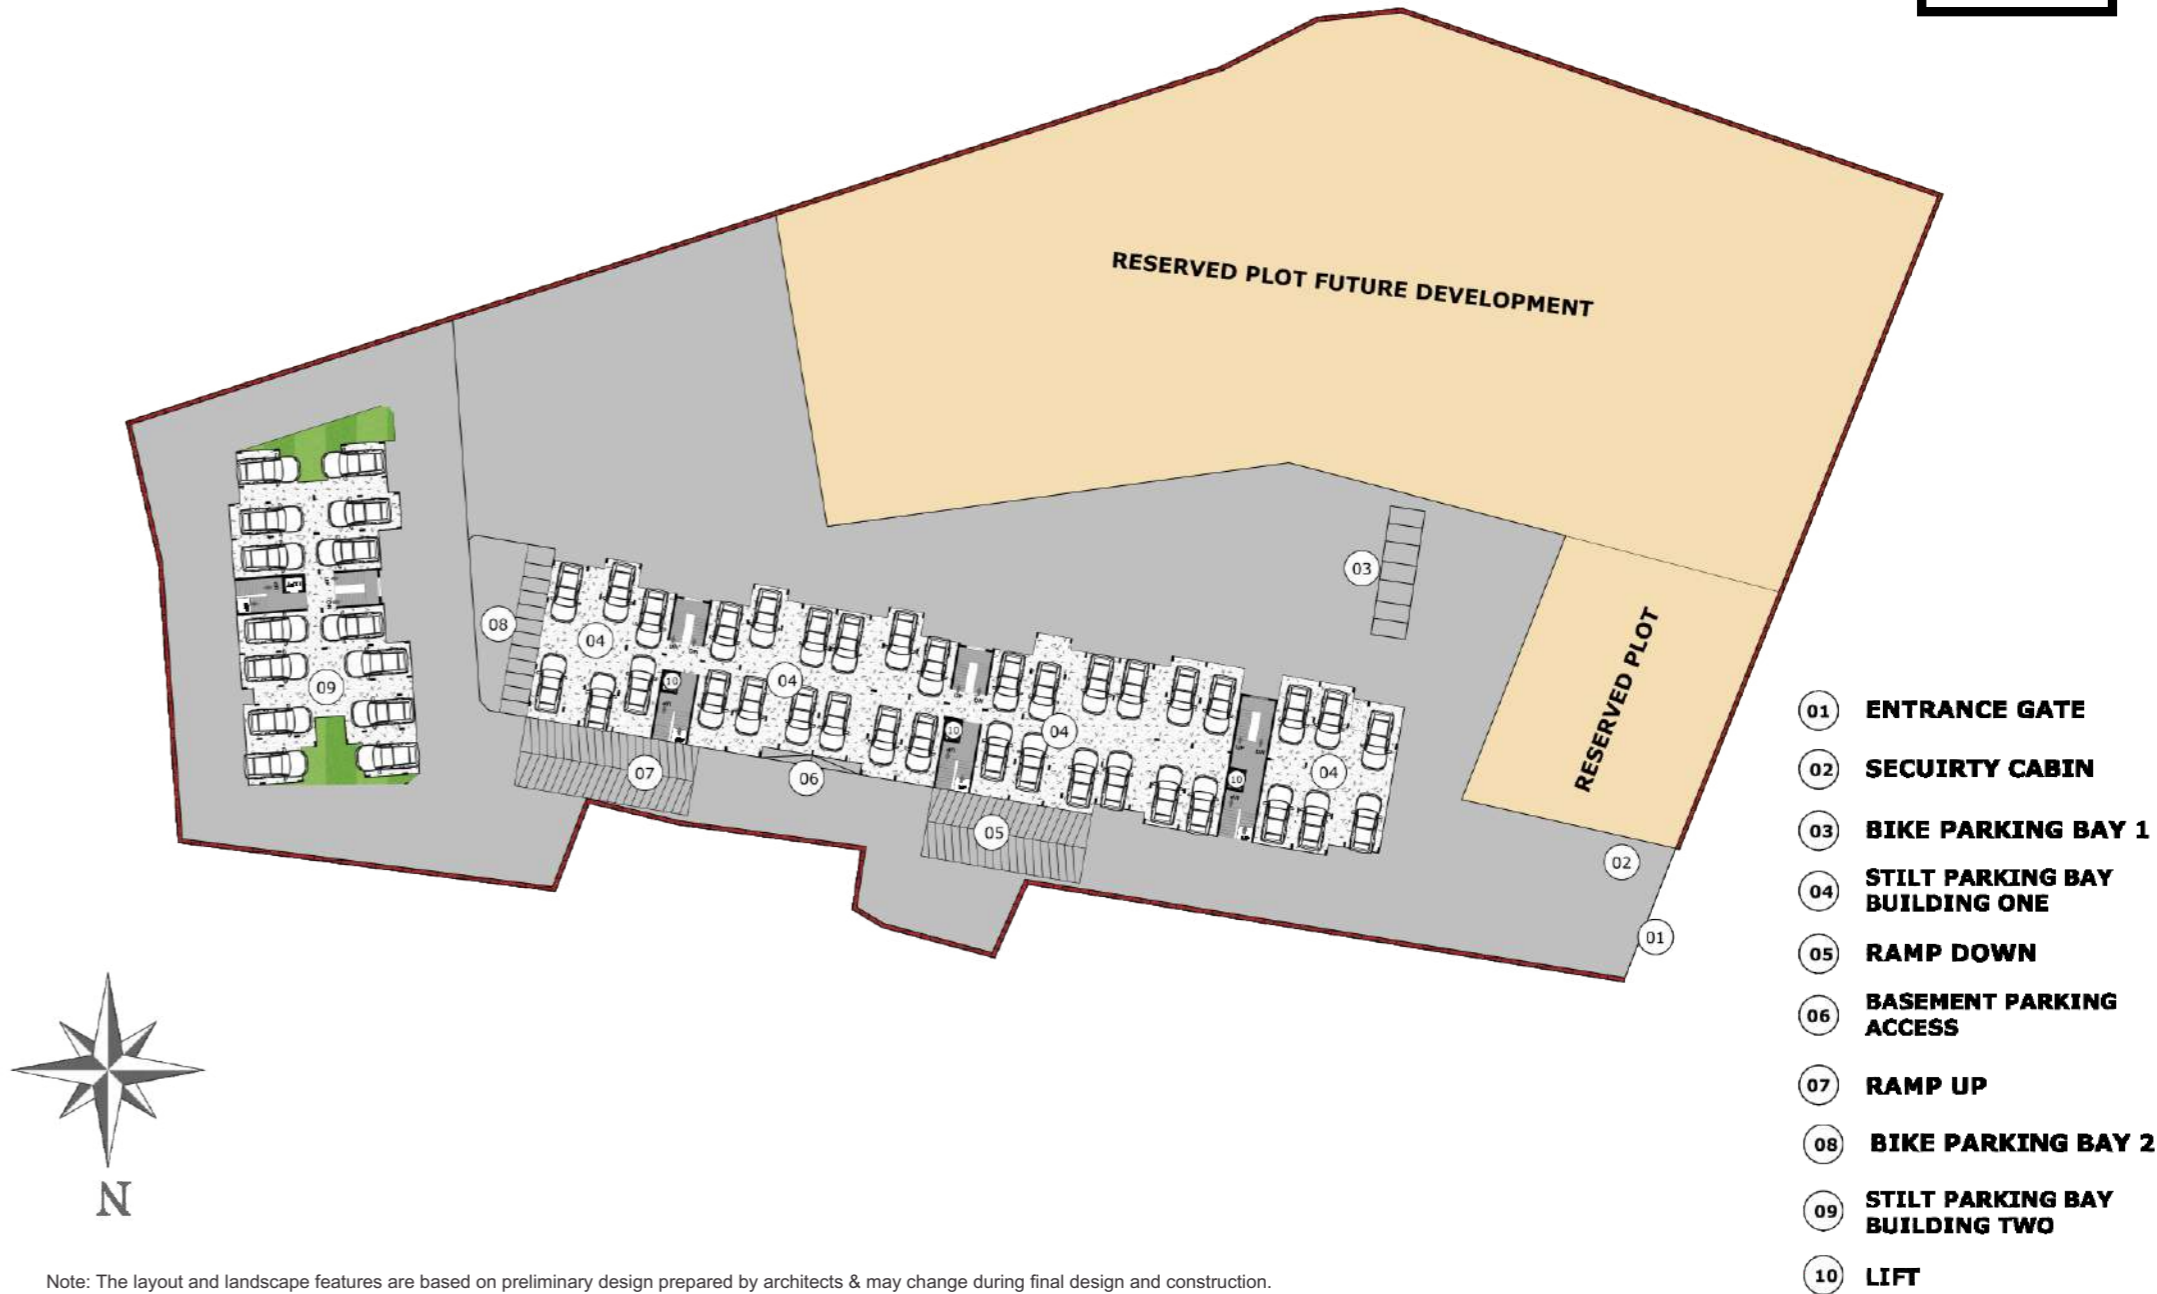 RESERVED PLOT FUTURE DEVELOPMENT
03
08
04
04
10
09
RESERVED PLOT
10
04
07
06
04
10
05
02
01
01 ENTRANCE GATE
02 SECUIRTY CABIN
03 BIKE PARKING BAY 1
04 STILT PARKING BAY
BUILDING ONE
05 RAMP DOWN
06 BASEMENT PARKING
ACCESS
07 RAMP UP
08 BIKE PARKING BAY 2
09 STILT PARKING BAY
BUILDING TWO
10 LIFT
N
Note: The layout and landscape features are based on preliminary design prepared by architects & may change during final design and construction.